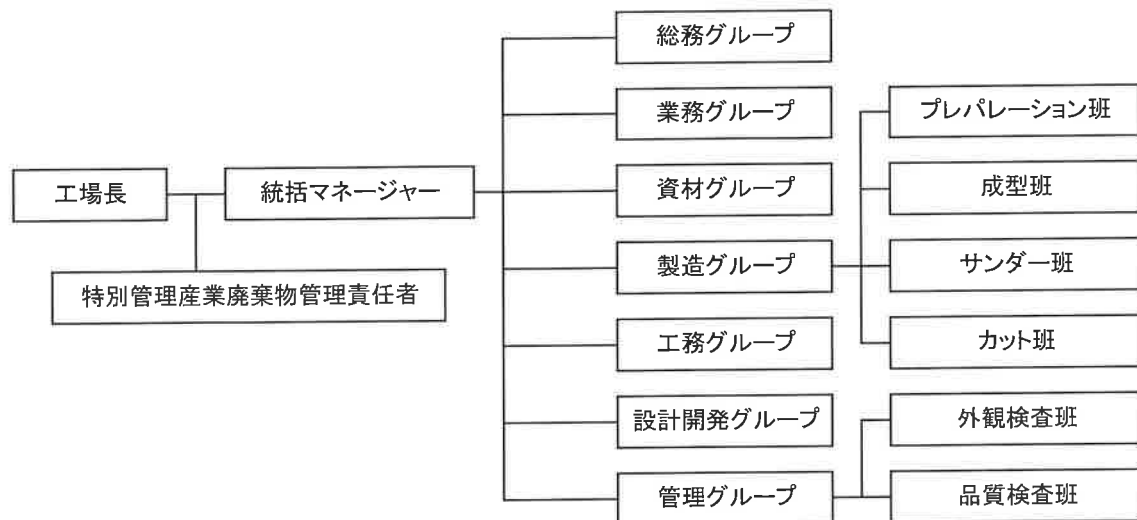 工場長
統括マネージャー
特別管理産業廃棄物管理責任者
総務グループ
業務グループ
資材グループ
製造グループ
プレパレーション班
成型班
サンダー班
カット班
工務グループ
設計開発グループ
管理グループ
外観検査班
品質検査班